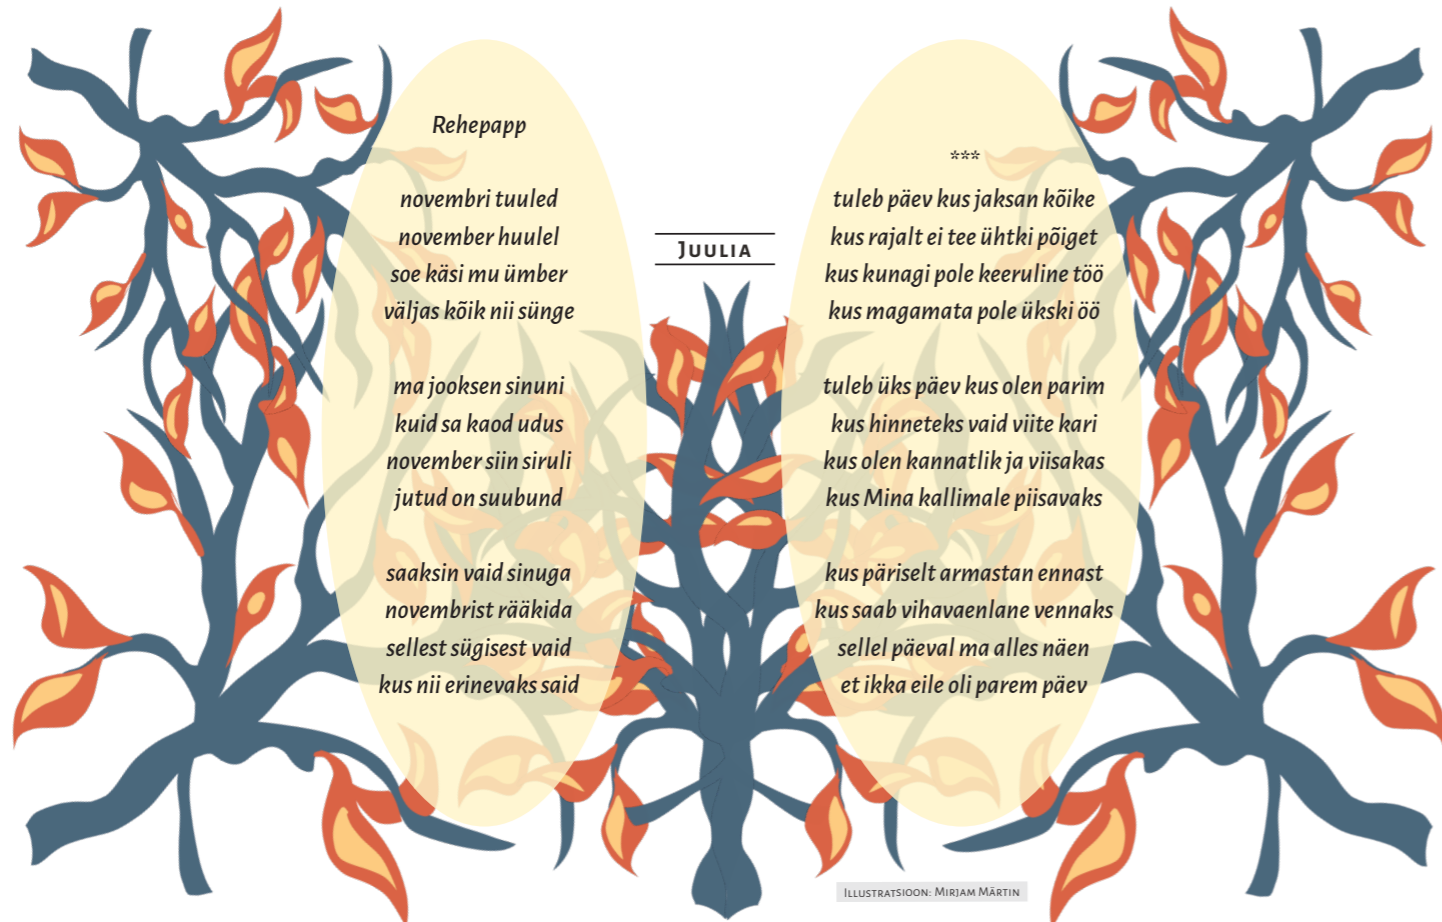 Rehepapp
novembri tuuled
november huulel
soe käsi mu ümber
väljas kõik nii sünge
ma jooksen sinuni
kuid sa kaod udus
november siin siruli
jutud on suubund
saaksin vaid sinuga
novembrist rääkida
sellest sügisest vaid
kus nii erinevaks said
Juulia
***
tuleb päev kus jaksan kõike
kus rajalt ei tee ühtki põiget
kus kunagi pole keeruline töö
kus magamata pole ükski öö
tuleb üks päev kus olen parim
kus hinneteks vaid viite kari
kus olen kannatlik ja viisakas
kus Mina kallimale piisavaks
kus päriselt armastan ennast
kus saab vihavaenlane vennaks
sellel päeval ma alles näen
et ikka eile oli parem päev
Illustratsioon: Mirjam Märtin